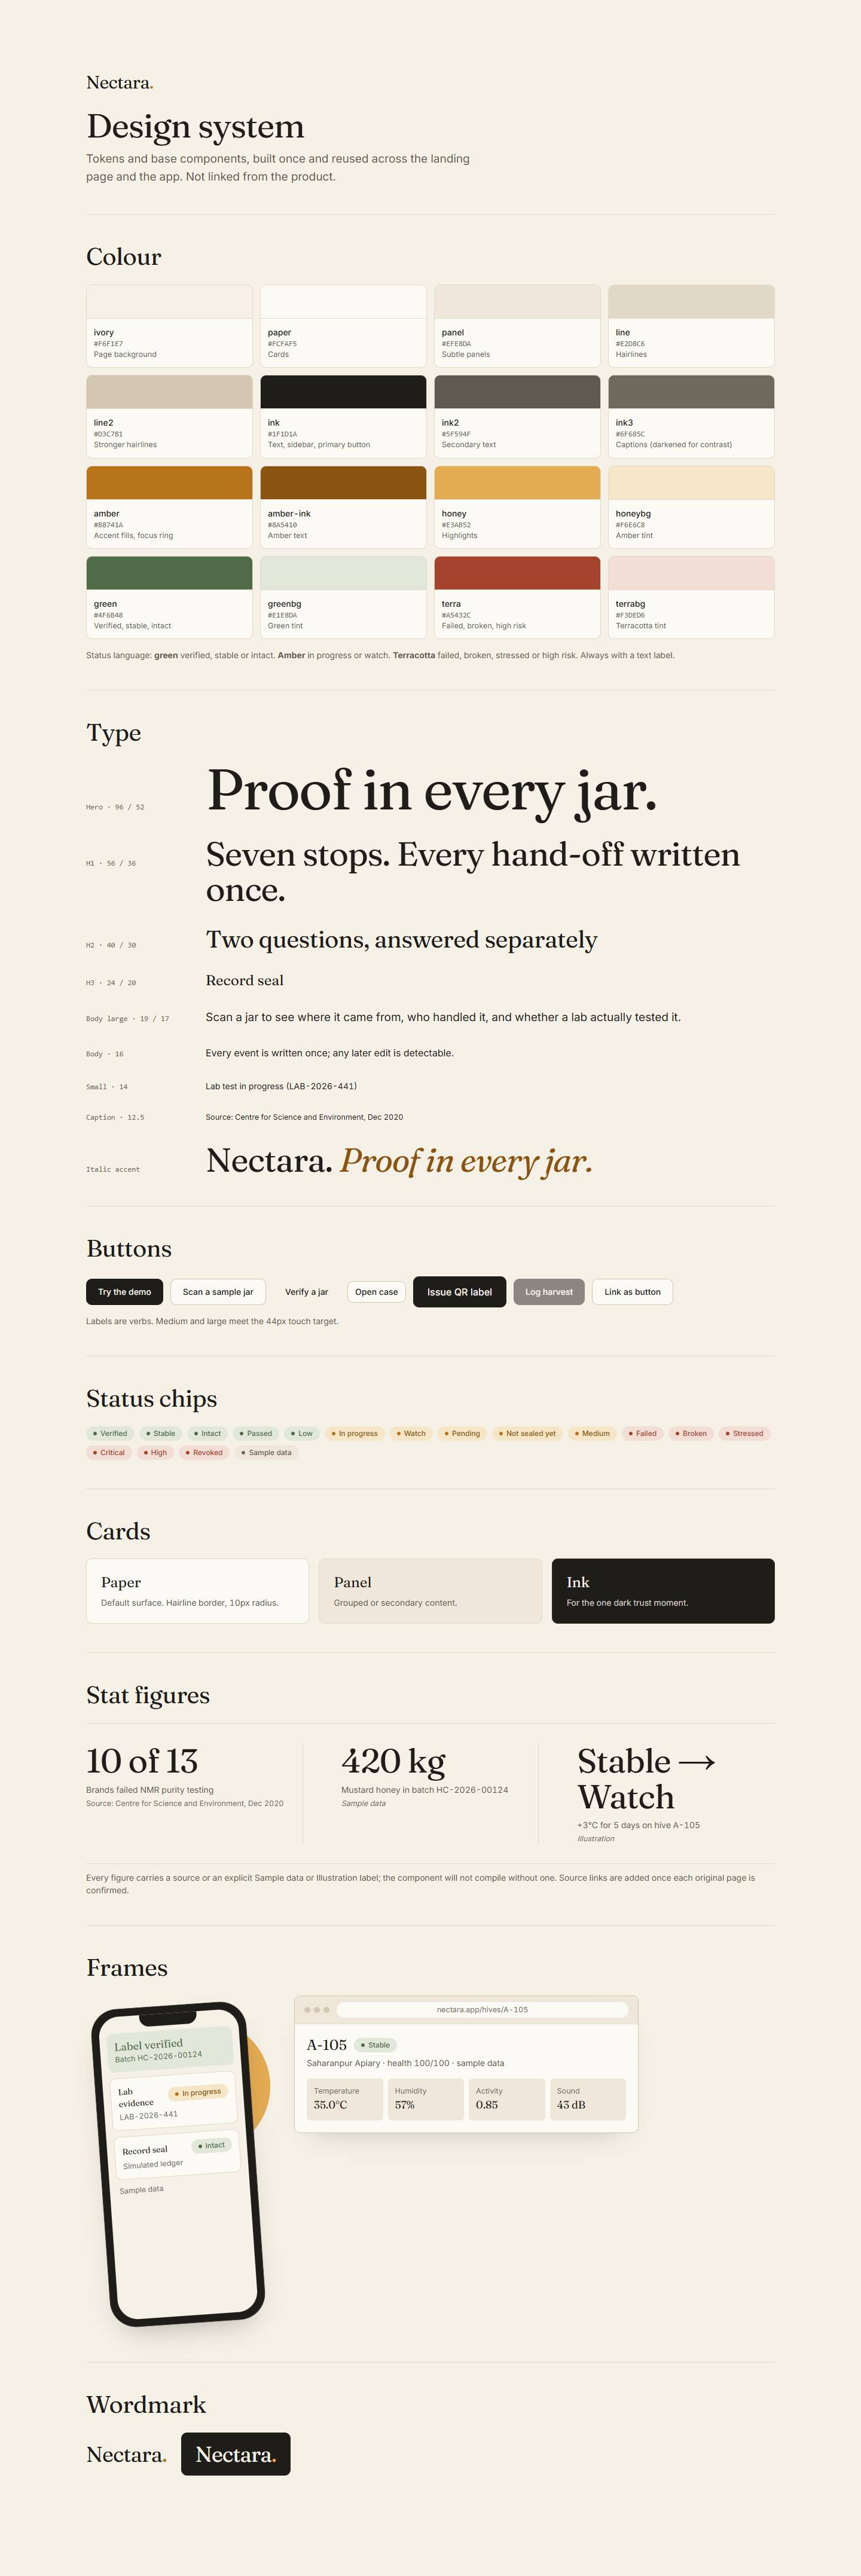 Nectara.
Design system
Tokens and base components, built once and reused across the landing
page and the app. Not linked from the product.
Colour
ivory
#F6F1E7
Page background
paper
#FCFAF5
Cards
panel
#EFE8DA
Subtle panels
line
#E2D8C6
Hairlines
line2
#D3C7B1
Stronger hairlines
ink
#1F1D1A
Text, sidebar, primary button
ink2
#5F594F
Secondary text
ink3
#6F685C
Captions (darkened for contrast)
amber
#B8741A
Accent fills, focus ring
amber-ink
#8A5410
Amber text
honey
#E3AB52
Highlights
honeybg
#F6E6C8
Amber tint
green
#4F6B48
Verified, stable, intact
greenbg
#E1E8DA
Green tint
terra
#A5432C
Failed, broken, high risk
terrabg
#F3DED6
Terracotta tint
Status language: green verified, stable or intact. Amber in progress or watch. Terracotta failed, broken, stressed or high risk. Always with a text label.
Type
Hero · 96 / 52
Proof in every jar.
H1 · 56 / 36
Seven stops. Every hand-off written
once.
H2 · 40 / 30
Two questions, answered separately
H3 · 24 / 20
Record seal
Body large · 19 / 17
Scan a jar to see where it came from, who handled it, and whether a lab actually tested it.
Body · 16
Every event is written once; any later edit is detectable.
Small · 14
Lab test in progress (LAB-2026-441)
Caption · 12.5
Source: Centre for Science and Environment, Dec 2020
Italic accent
Nectara. Proof in every jar.
Buttons
Try the demo
Scan a sample jar
Verify a jar
Open case
Issue QR label
Log harvest
Link as button
Labels are verbs. Medium and large meet the 44px touch target.
Status chips
Verified
Stable
Intact
Passed
Low
In progress
Watch
Pending
Not sealed yet
Medium
Failed
Broken
Stressed
Critical
High
Revoked
Sample data
Cards
Paper
Default surface. Hairline border, 10px radius.
Panel
Grouped or secondary content.
Ink
For the one dark trust moment.
Stat figures
10 of 13
Brands failed NMR purity testing
Source: Centre for Science and Environment, Dec 2020
420 kg
Mustard honey in batch HC-2026-00124
Sample data
Stable →
Watch
+3°C for 5 days on hive A-105
Illustration
Every figure carries a source or an explicit Sample data or Illustration label; the component will not compile without one. Source links are added once each original page is
confirmed.
Frames
Label verified
Batch HC-2026-00124
Lab
evidence
In progress
LAB-2026-441
Record seal
Intact
Simulated ledger
Sample data
nectara.app/hives/A-105
A-105
Stable
Saharanpur Apiary · health 100/100 · sample data
Temperature
35.0°C
Humidity
57%
Activity
0.85
Sound
43 dB
Wordmark
Nectara.
Nectara.